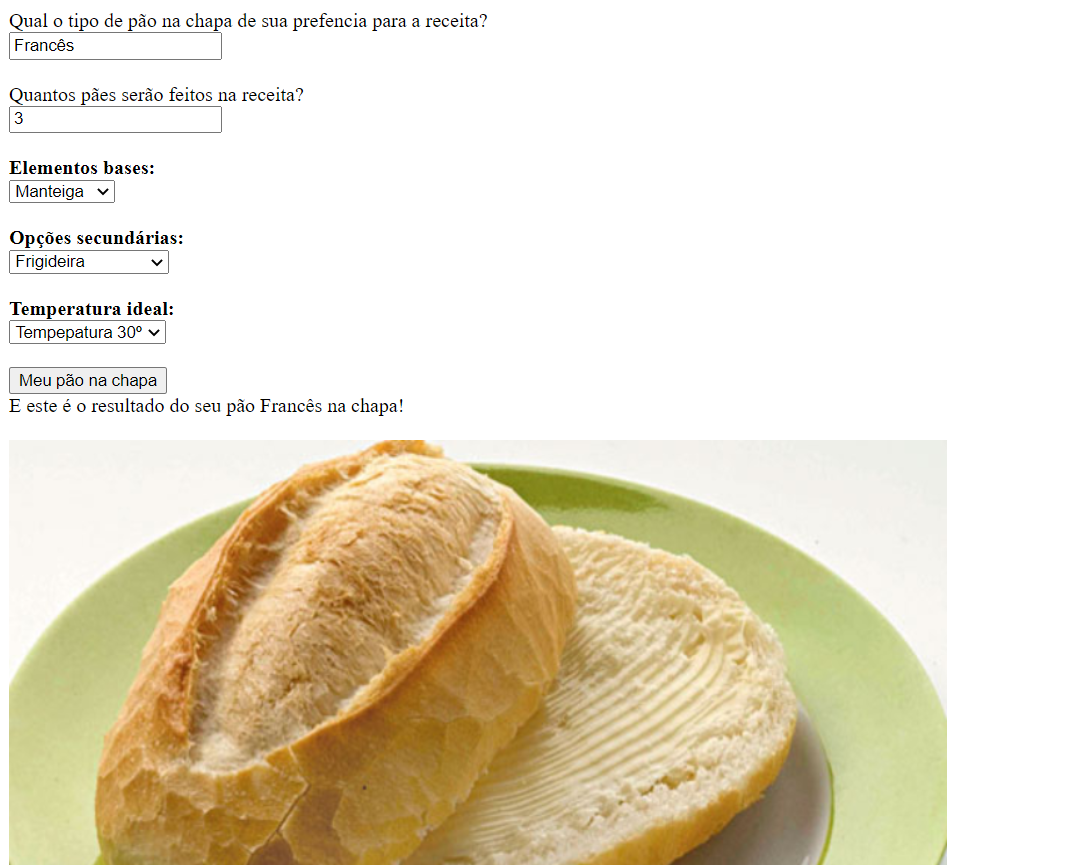 Qual o tipo de pão na chapa de sua prefencia para a receita?
Francês
Quantos pães serão feitos na receita?
3
Elementos bases:
Manteiga
Opções secundárias:
Frigideira
Temperatura ideal:
Tempepatura 30º
Meu pão na chapa
E este é o resultado do seu pão Francês na chapa!